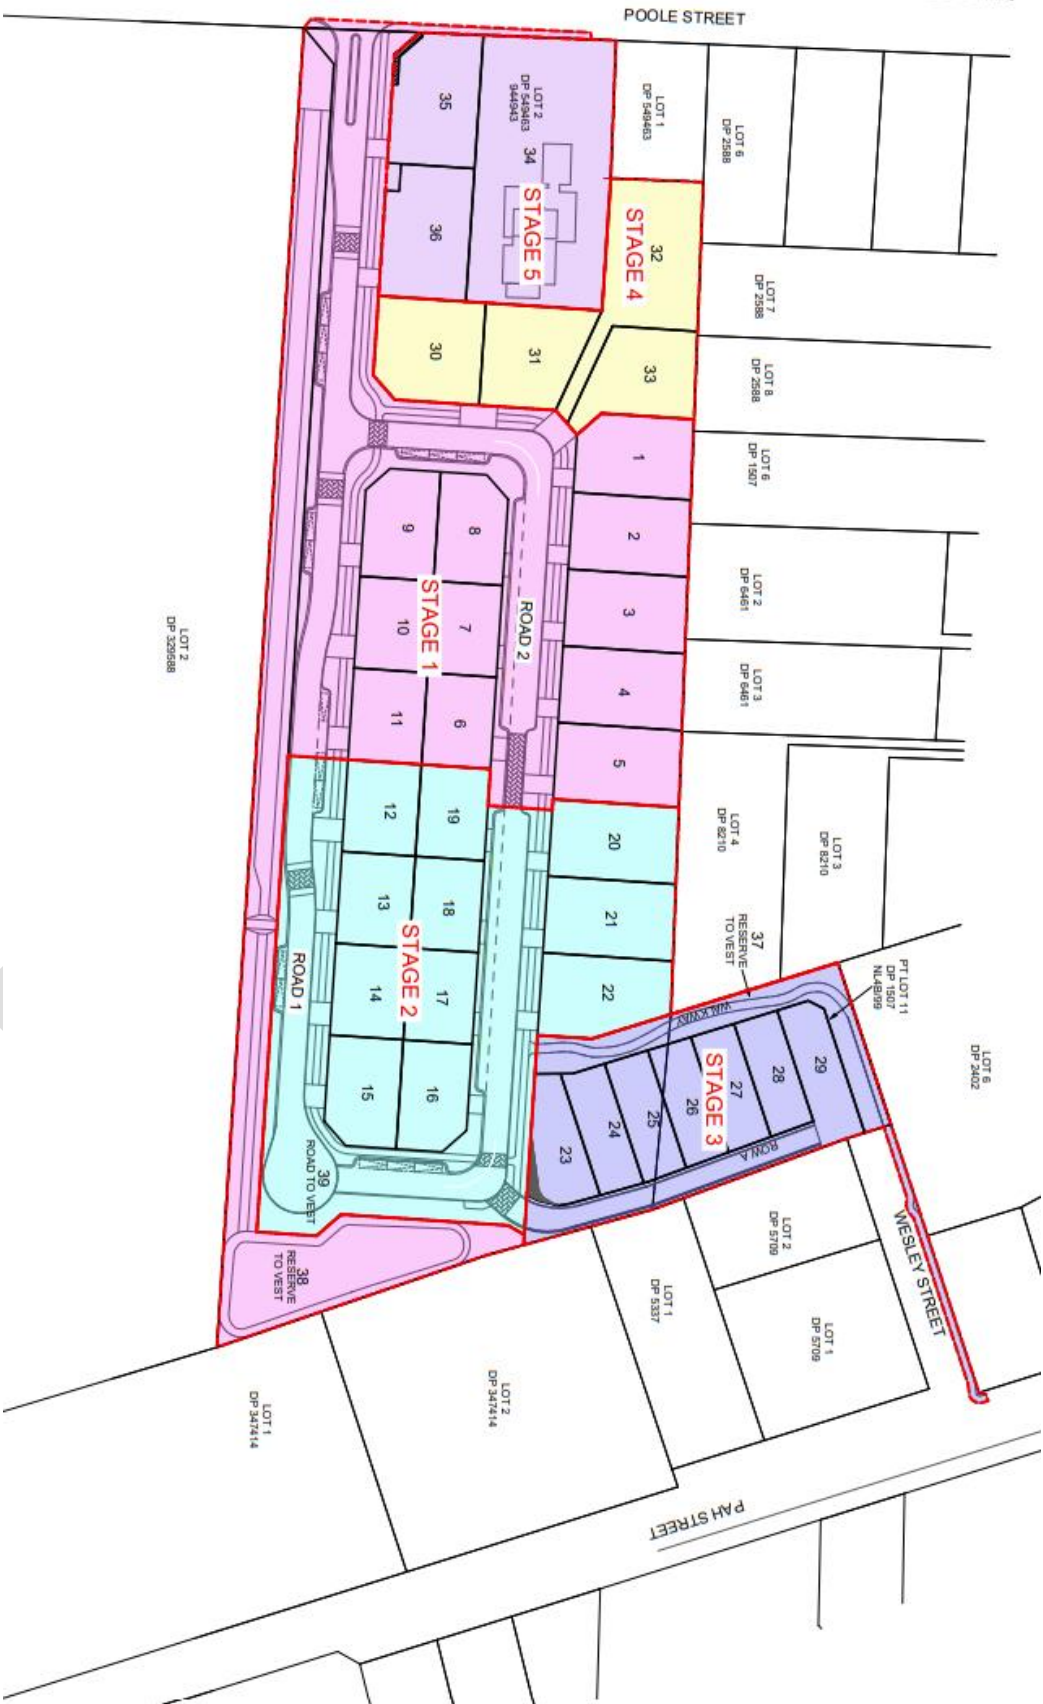 POOLE STREET
LOT 1
DP 549463
LOT 6
DP 2588
LOT 2
DP 549463
944943
34
35
36
STAGE 5
STAGE 4
32
33
31
30
LOT 7
DP 2588
LOT 8
DP 2588
LOT 6
DP 1507
LOT 2
DP 6461
LOT 3
DP 6461
1
2
3
4
5
8
9
7
10
6
11
STAGE 1
ROAD 2
LOT 2
DP 329588
LOT 4
DP 8210
LOT 3
DP 8210
19
12
18
13
17
14
16
15
20
21
22
STAGE 2
ROAD 1
39
ROAD TO VEST
38
RESERVE
TO VEST
37
RESERVE
TO VEST
WALKWAY
PT LOT 11
DP 1507
NL4B/99
LOT 6
DP 2402
29
28
27
26
25
24
23
STAGE 3
ROW A
WESLEY STREET
LOT 2
DP 5709
LOT 1
DP 5709
LOT 1
DP 5337
LOT 2
DP 347414
LOT 1
DP 347414
PAH STREET